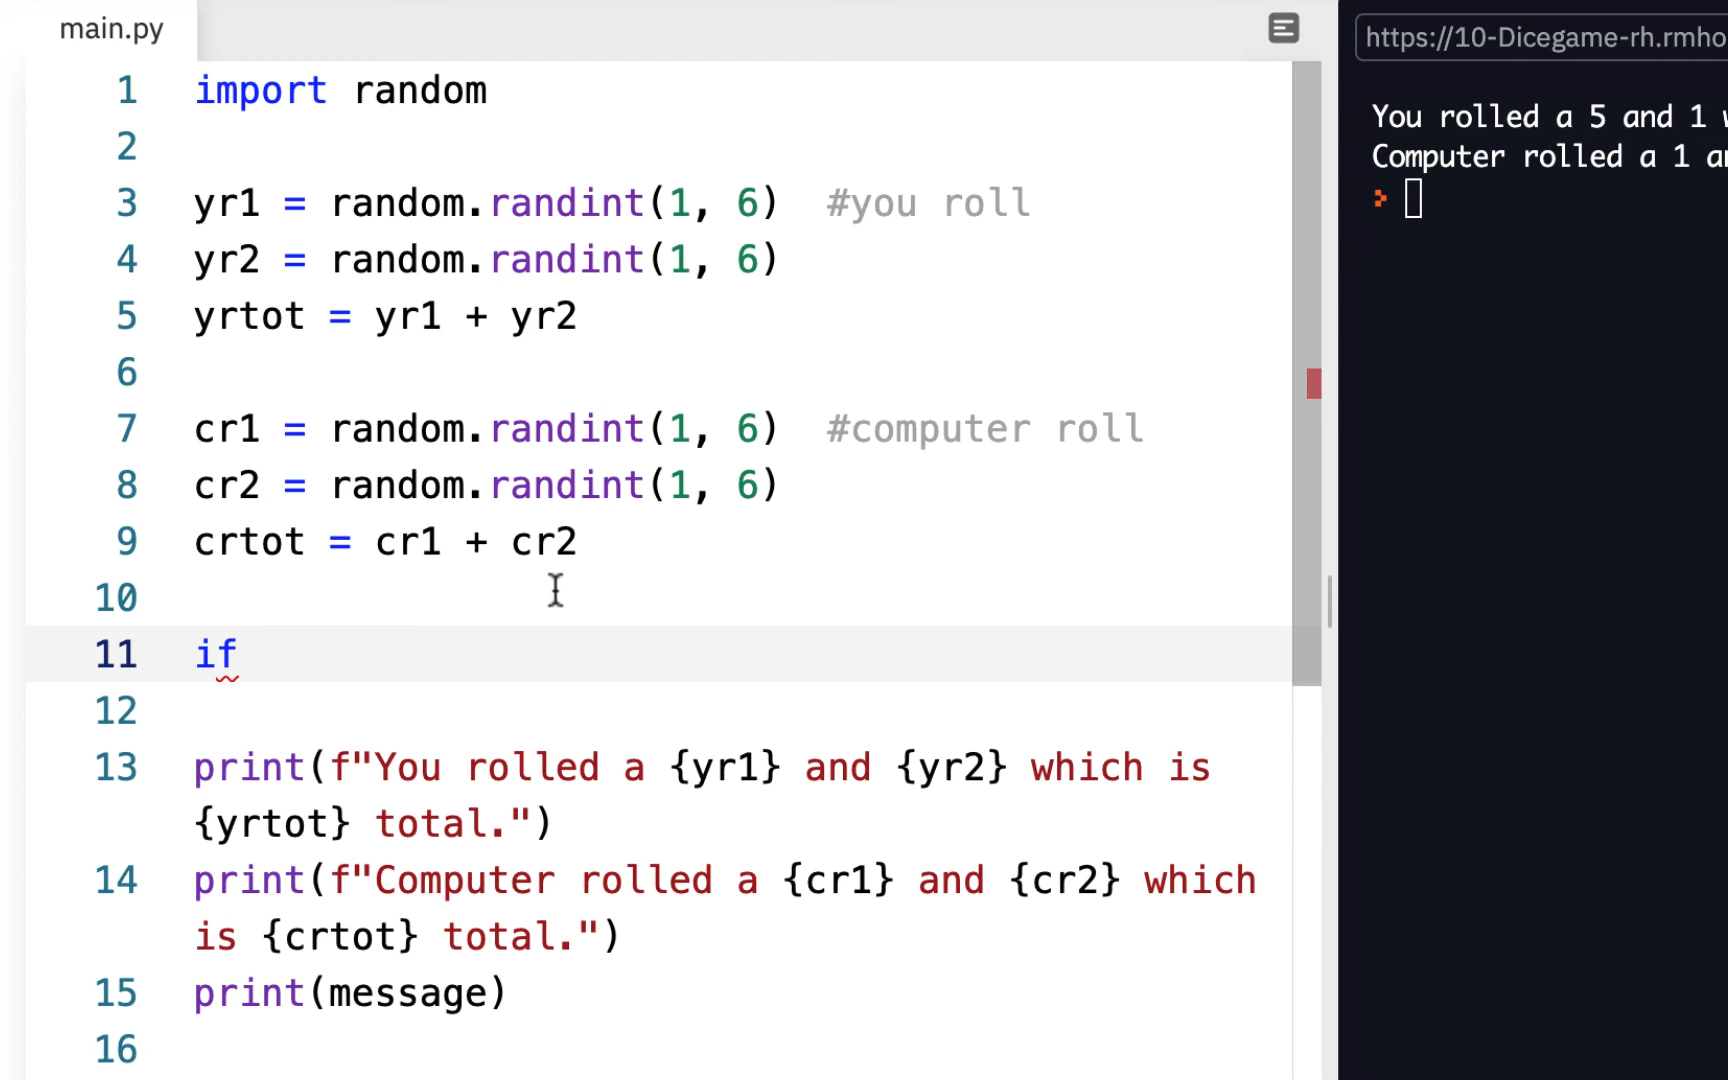 main.py
https://10-Dicegame-rh.rmho
1 import random
2
3 yr1 = random.randint(1, 6)  #you roll
4 yr2 = random.randint(1, 6)
5 yrtot = yr1 + yr2
6
7 cr1 = random.randint(1, 6)  #computer roll
8 cr2 = random.randint(1, 6)
9 crtot = cr1 + cr2
10
11 if
12
13 print(f"You rolled a {yr1} and {yr2} which is
{yrtot} total.")
14 print(f"Computer rolled a {cr1} and {cr2} which
is {crtot} total.")
15 print(message)
16
You rolled a 5 and 1
Computer rolled a 1